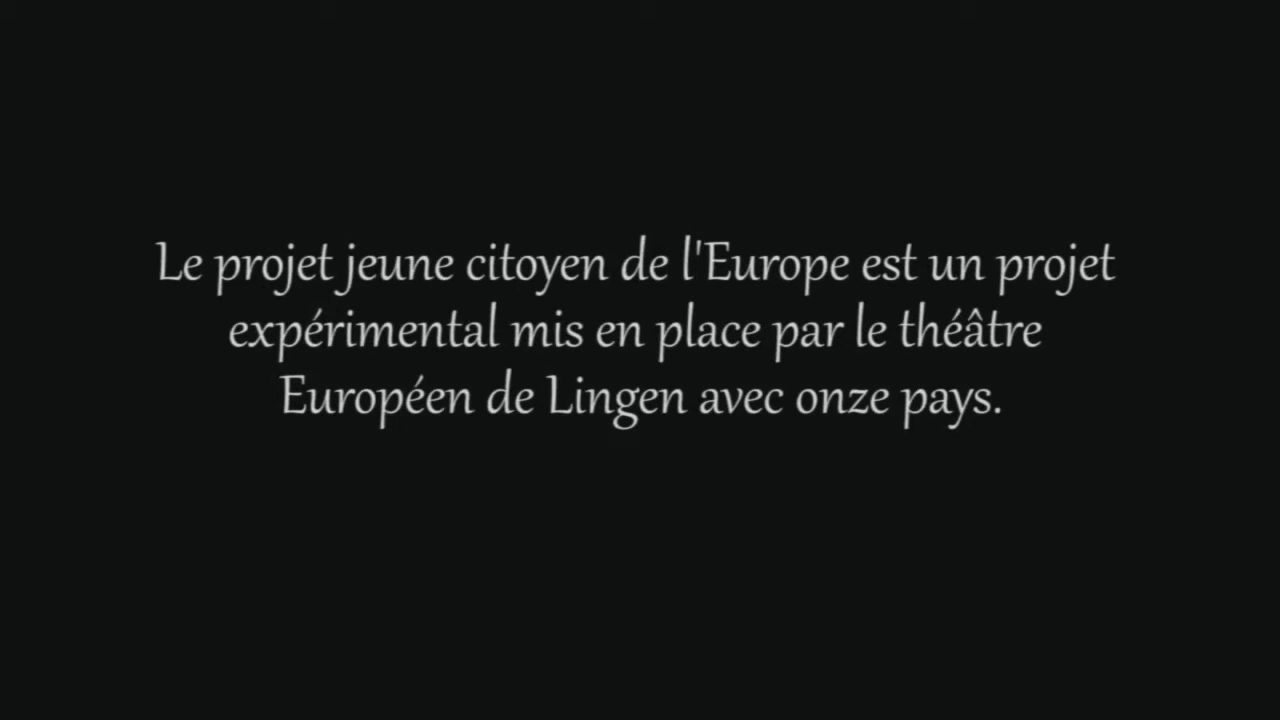 Le projet jeune citoyen de l'Europe est un projet
expérimental mis en place par le théâtre
Européen de Lingen avec onze pays.